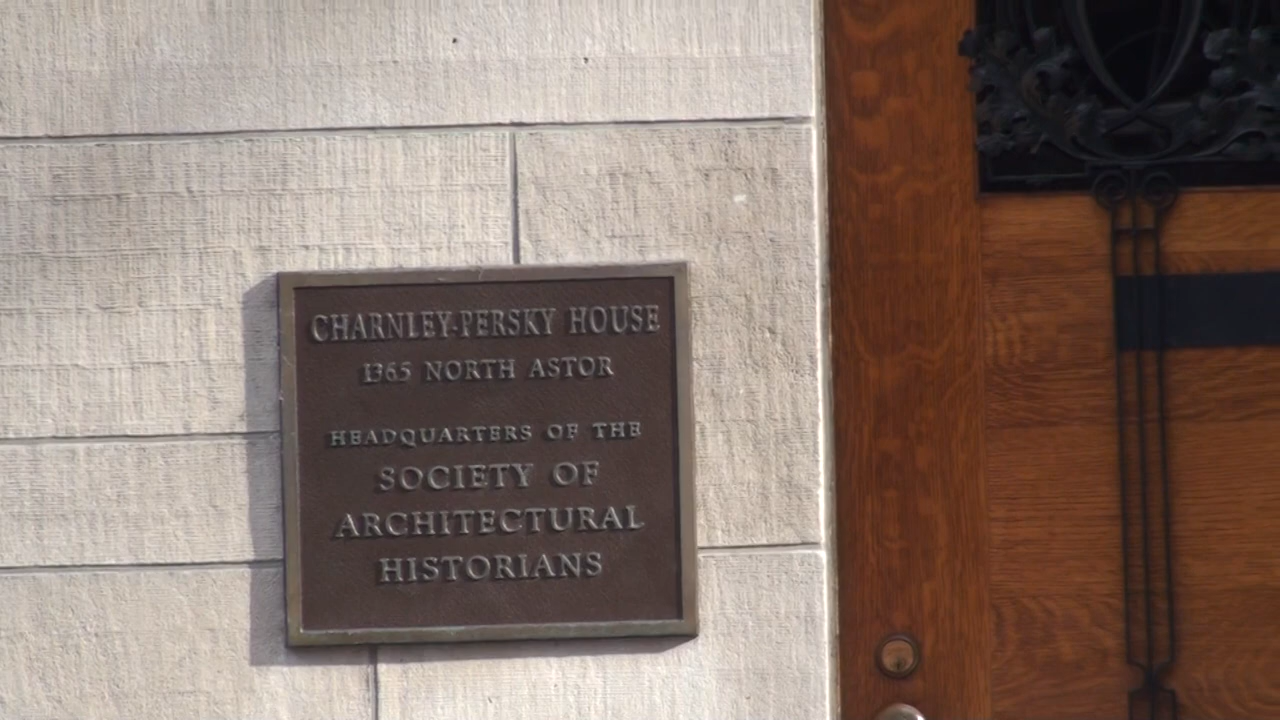 CHARNLEY-PERSKY HOUSE
1365 NORTH ASTOR
HEADQUARTERS OF THE
SOCIETY OF
ARCHITECTURAL
HISTORIANS